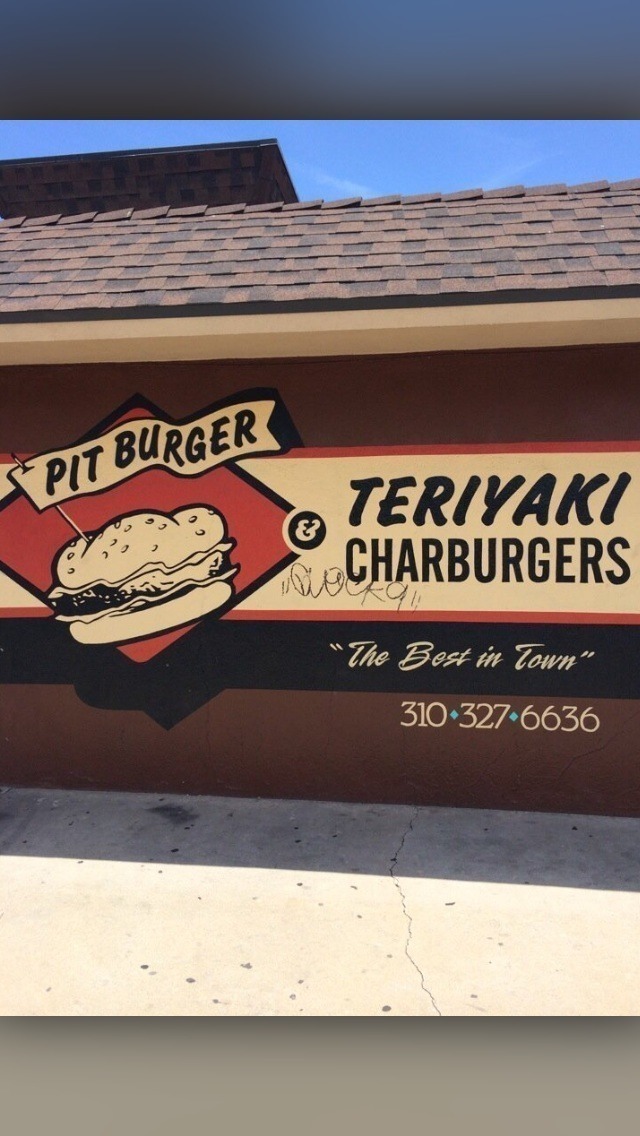 PIT BURGER
&
TERIYAKI
CHARBURGERS
"The Best in Town"
310•327•6636